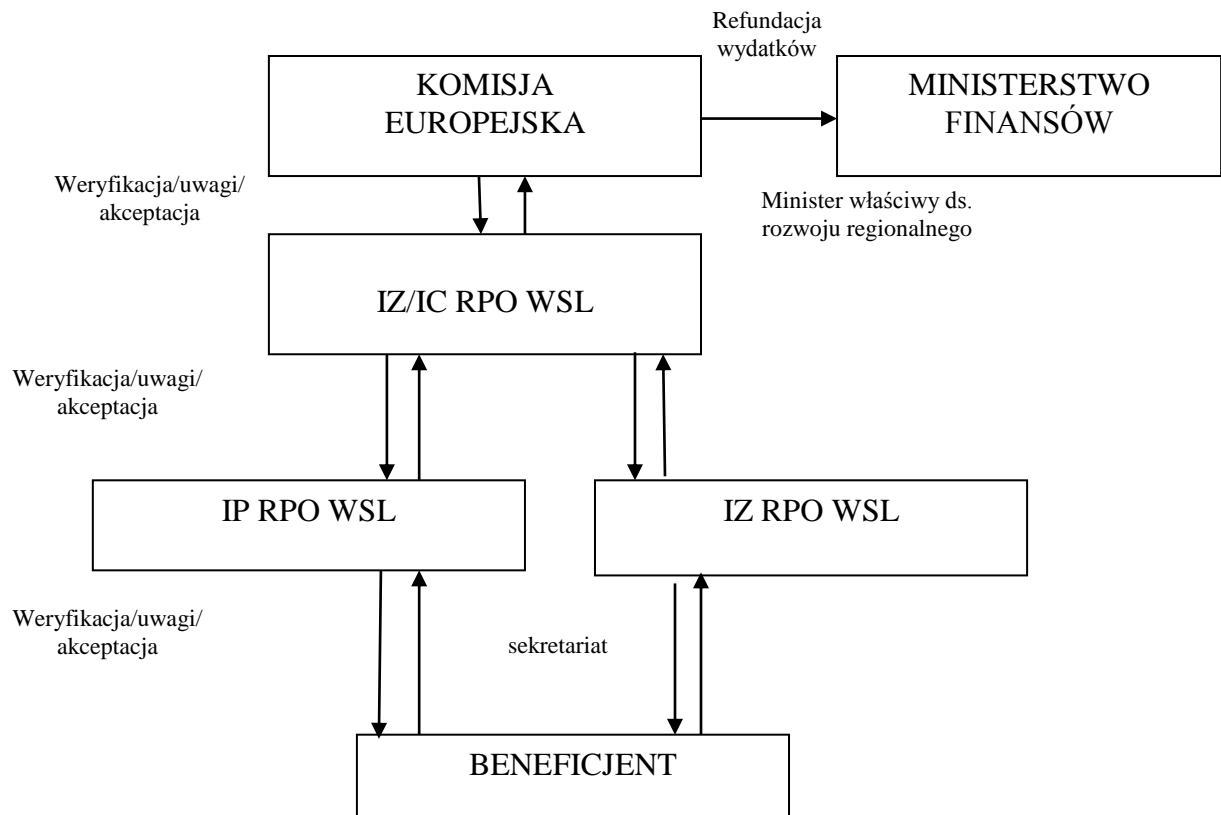 Refundacja
wydatków
KOMISJA
EUROPEJSKA
MINISTERSTWO
FINANSÓW
Weryfikacja/uwagi/
akceptacja
Minister właściwy ds.
rozwoju regionalnego
IZ/IC RPO WSL
Weryfikacja/uwagi/
akceptacja
IP RPO WSL
IZ RPO WSL
Weryfikacja/uwagi/
akceptacja
sekretariat
BENEFICJENT